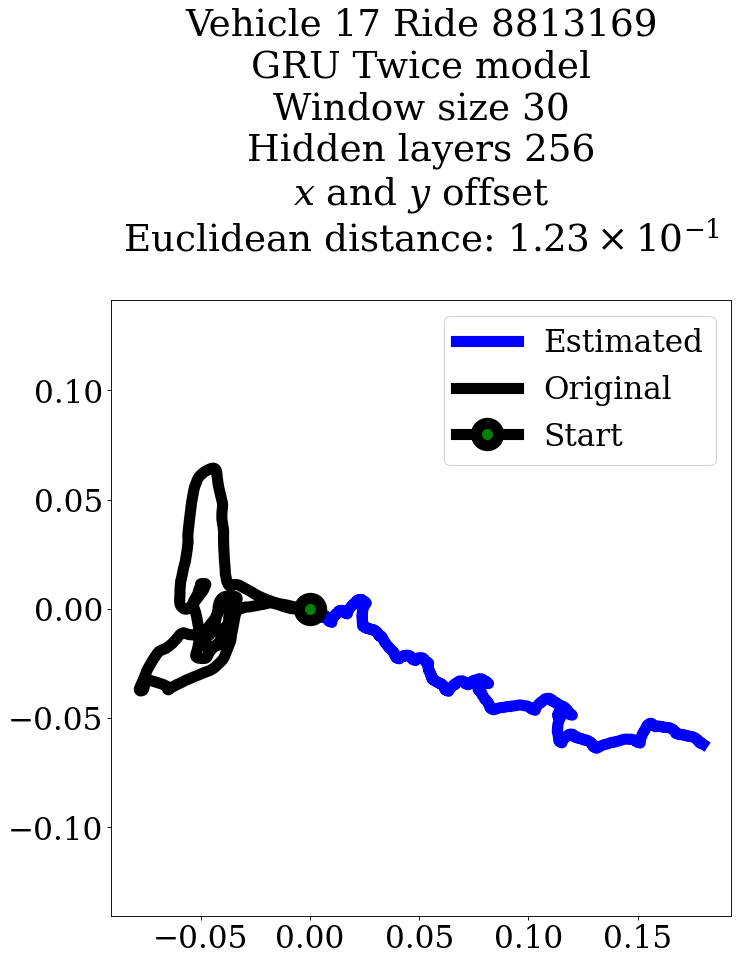 Vehicle 17 Ride 8813169
GRU Twice model
Window size 30
Hidden layers 256
x and y offset
Euclidean distance: 1.23 × 10⁻¹
Estimated
Original
Start
0.10
0.05
0.00
−0.05
−0.10
−0.05 0.00 0.05 0.10 0.15